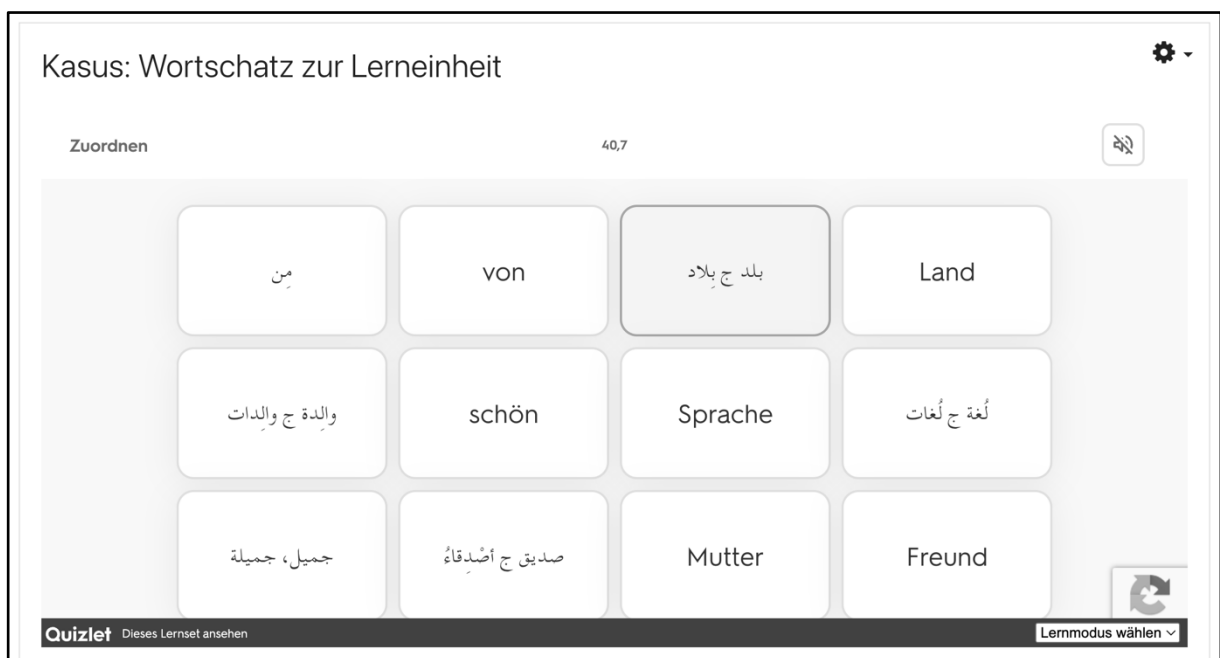 Kasus: Wortschatz zur Lerneinheit
Zuordnen
40,7
مِن
von
بلد ج بِلاد
Land
والِدة ج والِدات
schön
Sprache
لُغة ج لُغات
جميل، جميلة
صديق ج أصْدِقاءُ
Mutter
Freund
Quizlet Dieses Lernset ansehen
Lernmodus wählen